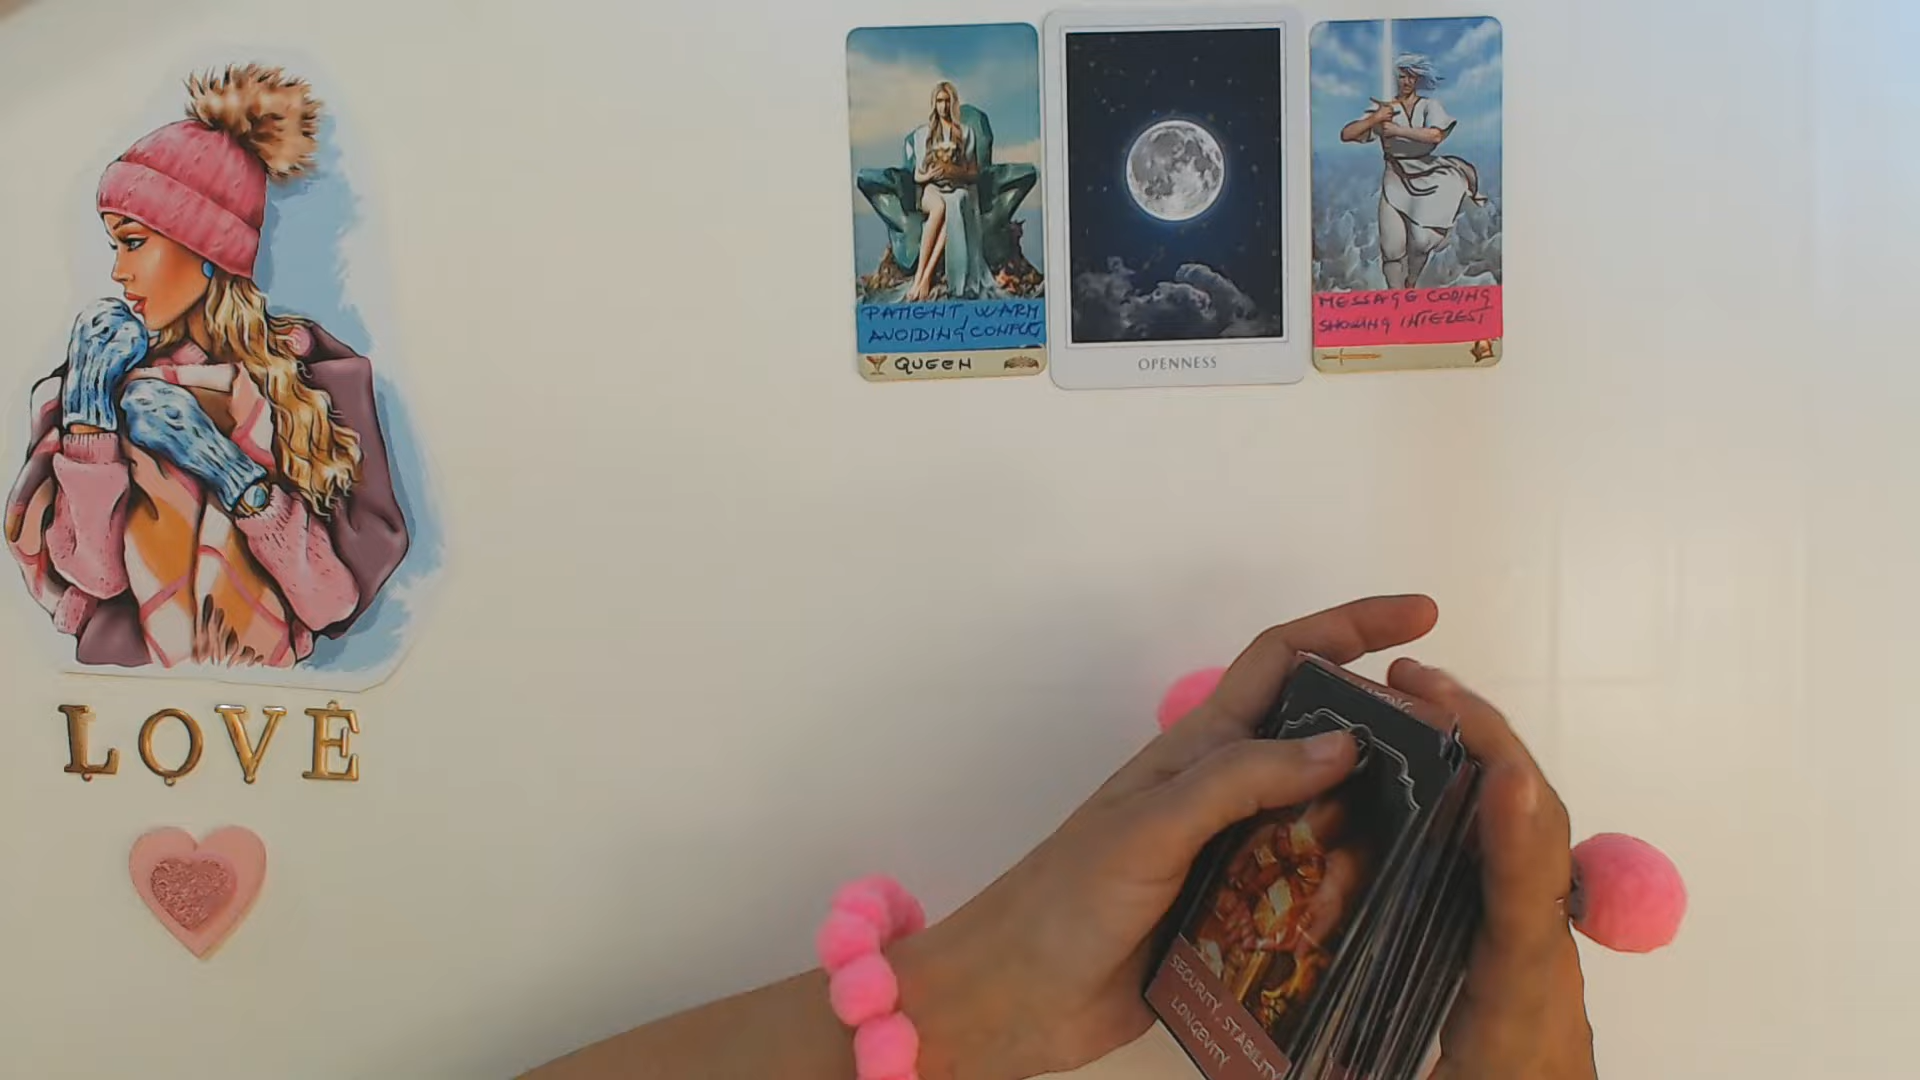 PATIENT, WARM
AVOIDING CONFLICT
QUEEN
OPENNESS
MESSAGE COMING
SHOWING INTEREST
LOVE
SECURITY, STABILITY
LONGEVITY